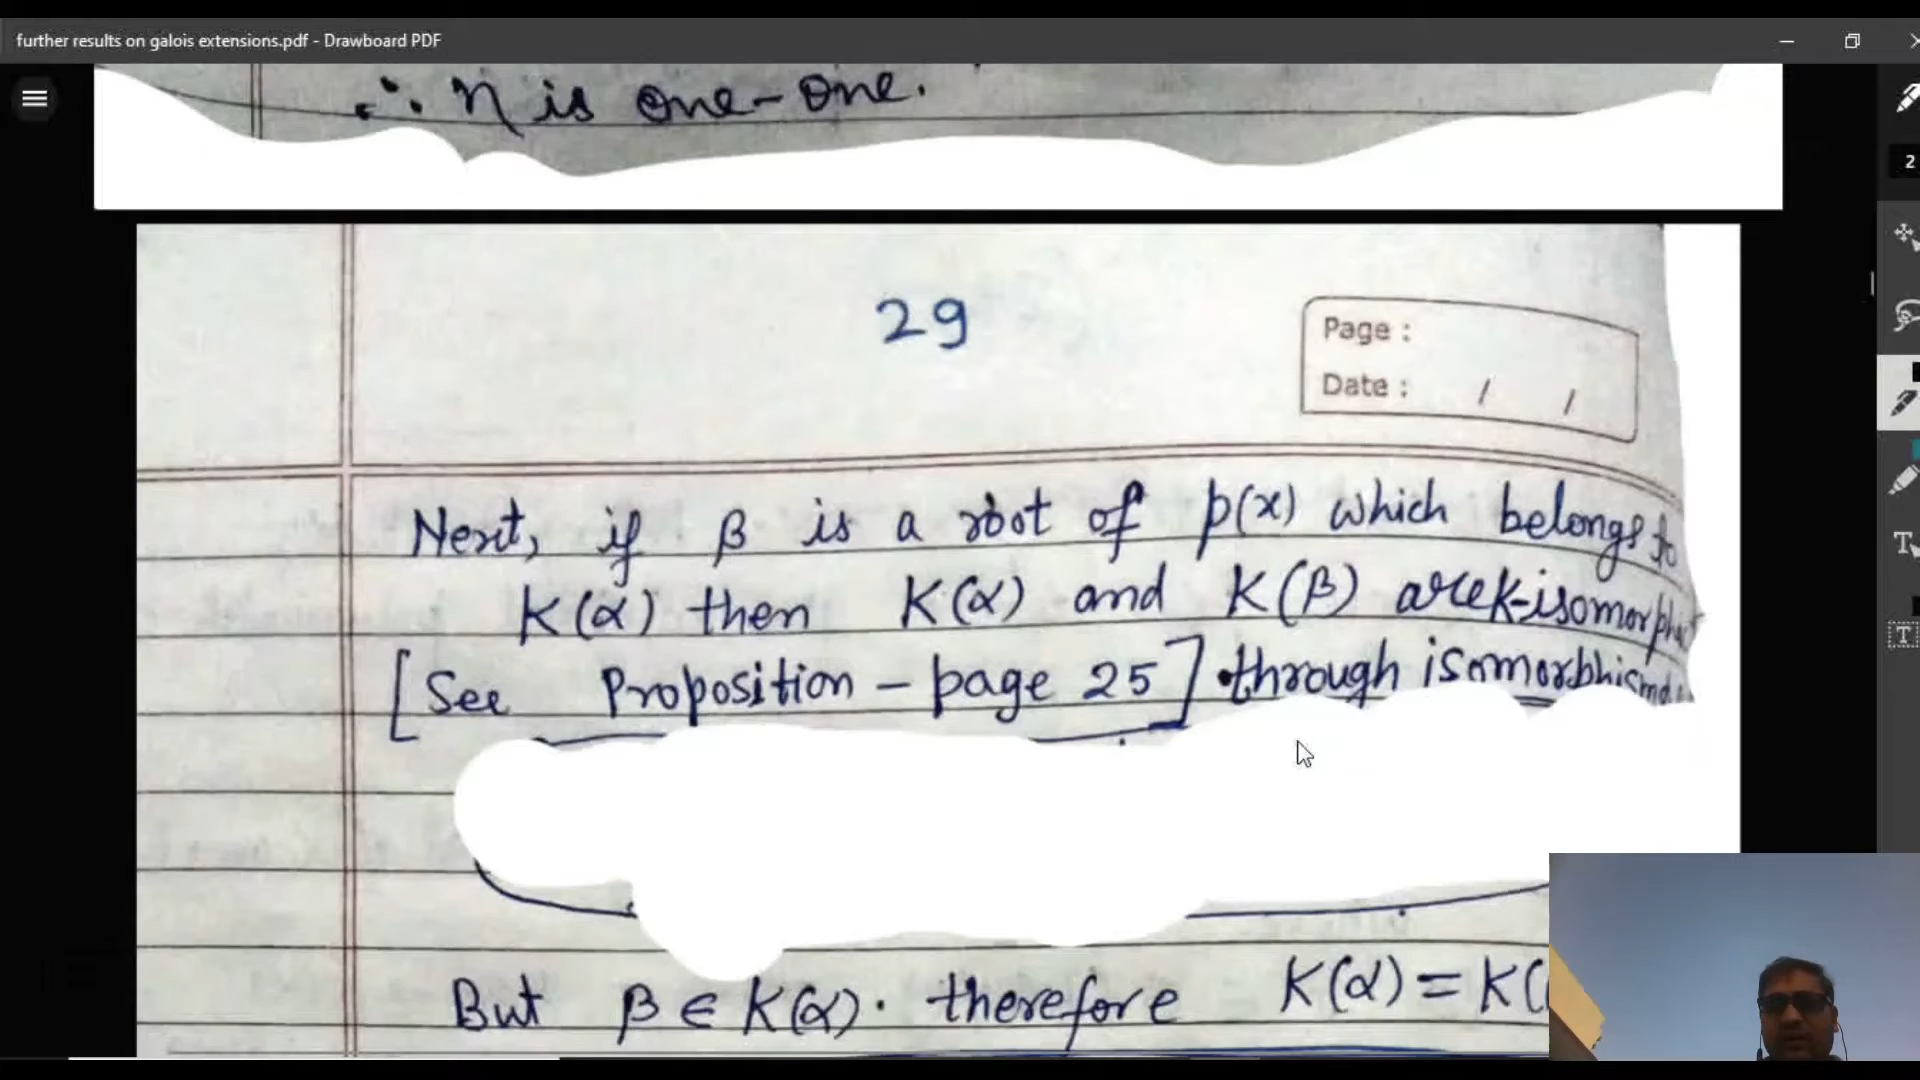 further results on galois extensions.pdf - Drawboard PDF
∴ η is one-one.
2
29
Page :
Date : / /
Next, if β is a root of p(x) which belongs to
K(α) then K(α) and K(β) are K-isomorphic
[See Proposition - page 25] through isomorphism
T
T
But β ∈ K(α). therefore K(α) = K(